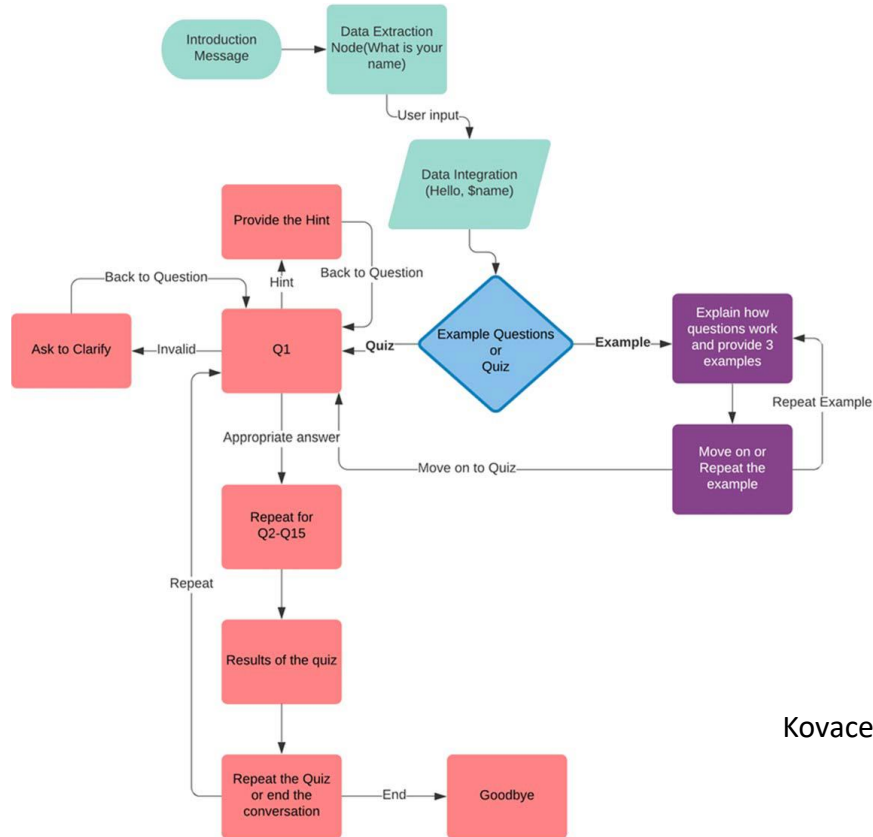 Introduction
Message
Data Extraction
Node(What is your
name)
User input
Data Integration
(Hello, $name)
Provide the Hint
Back to Question
Hint
Back to Question
Ask to Clarify
Invalid
Q1
Quiz
Example Questions
or
Quiz
Example
Explain how
questions work
and provide 3
examples
Repeat Example
Appropriate answer
Move on to Quiz
Move on or
Repeat the
example
Repeat for
Q2-Q15
Repeat
Results of the quiz
Kovace
Repeat the Quiz
or end the
conversation
End
Goodbye